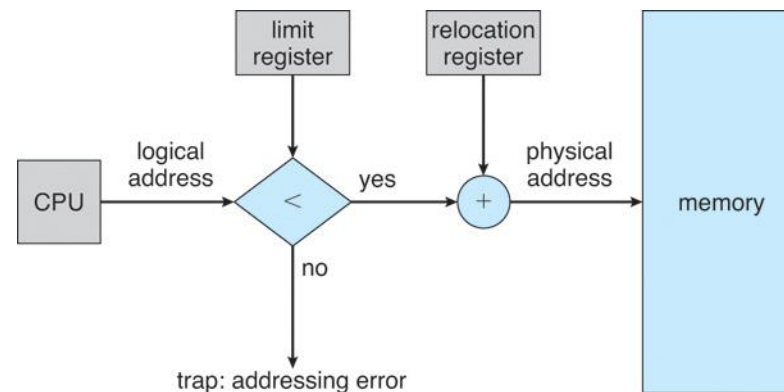 limit
register
relocation
register
logical
address
physical
address
CPU
<
yes
+
memory
no
trap: addressing error